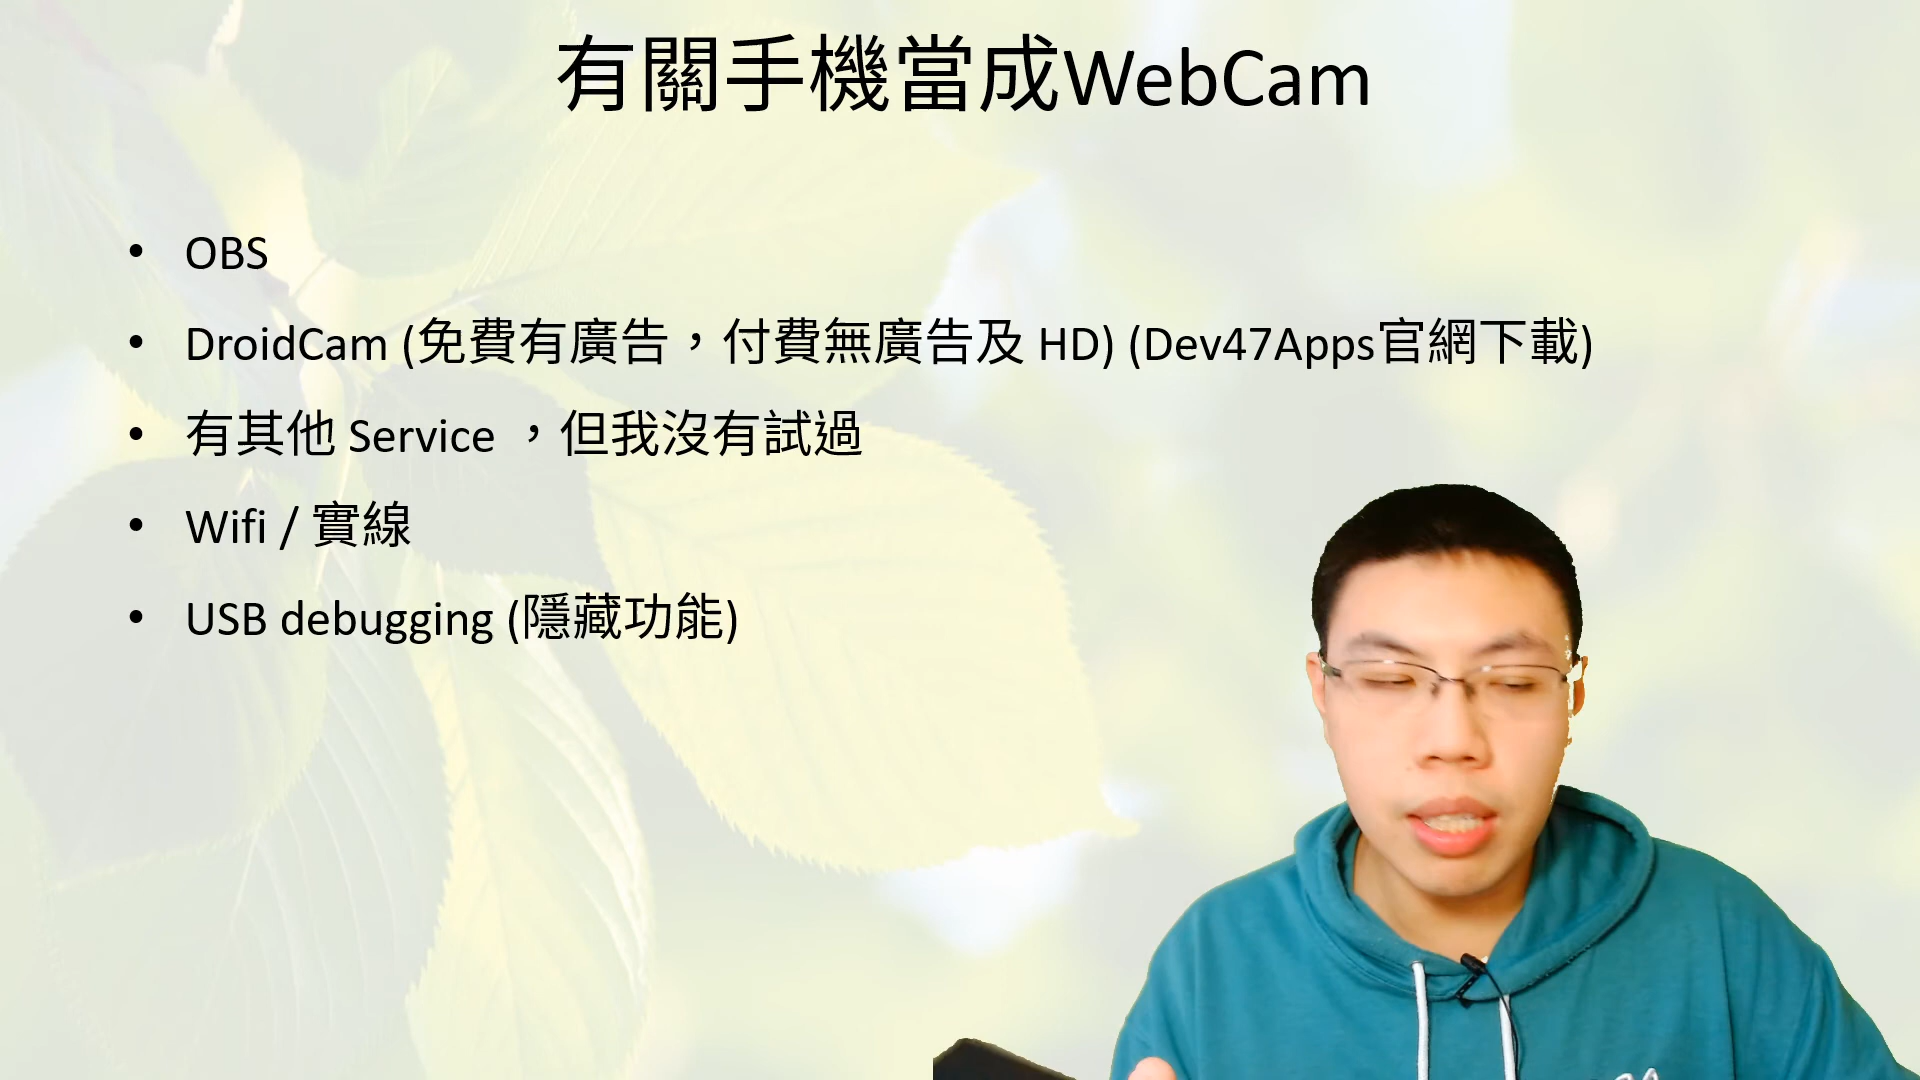 有關手機當成WebCam
• OBS
• DroidCam (免費有廣告，付費無廣告及 HD) (Dev47Apps官網下載)
• 有其他 Service ，但我沒有試過
• Wifi / 實線
• USB debugging (隱藏功能)